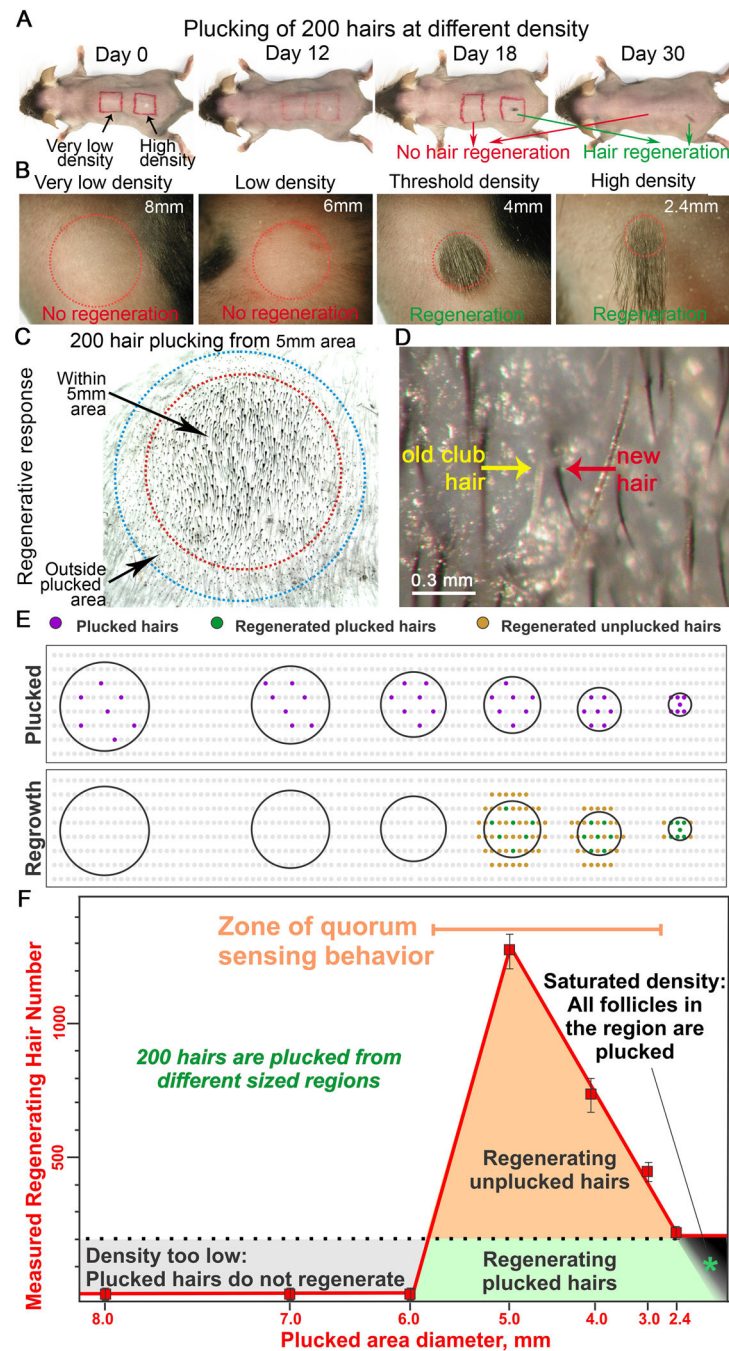 A
Plucking of 200 hairs at different density
Day 0
Day 12
Day 18
Day 30
Very low
density
High
density
No hair regeneration
Hair regeneration
B
Very low density
Low density
Threshold density
High density
8mm
6mm
4mm
2.4mm
No regeneration
No regeneration
Regeneration
Regeneration
C
200 hair plucking from 5mm area
Regenerative response
Within
5mm
area
Outside
plucked
area
D
old club
hair
new
hair
0.3 mm
E
Plucked hairs
Regenerated plucked hairs
Regenerated unplucked hairs
Plucked
Regrowth
F
Measured Regenerating Hair Number
1000
500
Zone of quorum
sensing behavior
200 hairs are plucked from
different sized regions
Saturated density:
All follicles in
the region are
plucked
Regenerating
unplucked hairs
Density too low:
Plucked hairs do not regenerate
Regenerating
plucked hairs
*
8.0
7.0
6.0
5.0
4.0
3.0
2.4
Plucked area diameter, mm